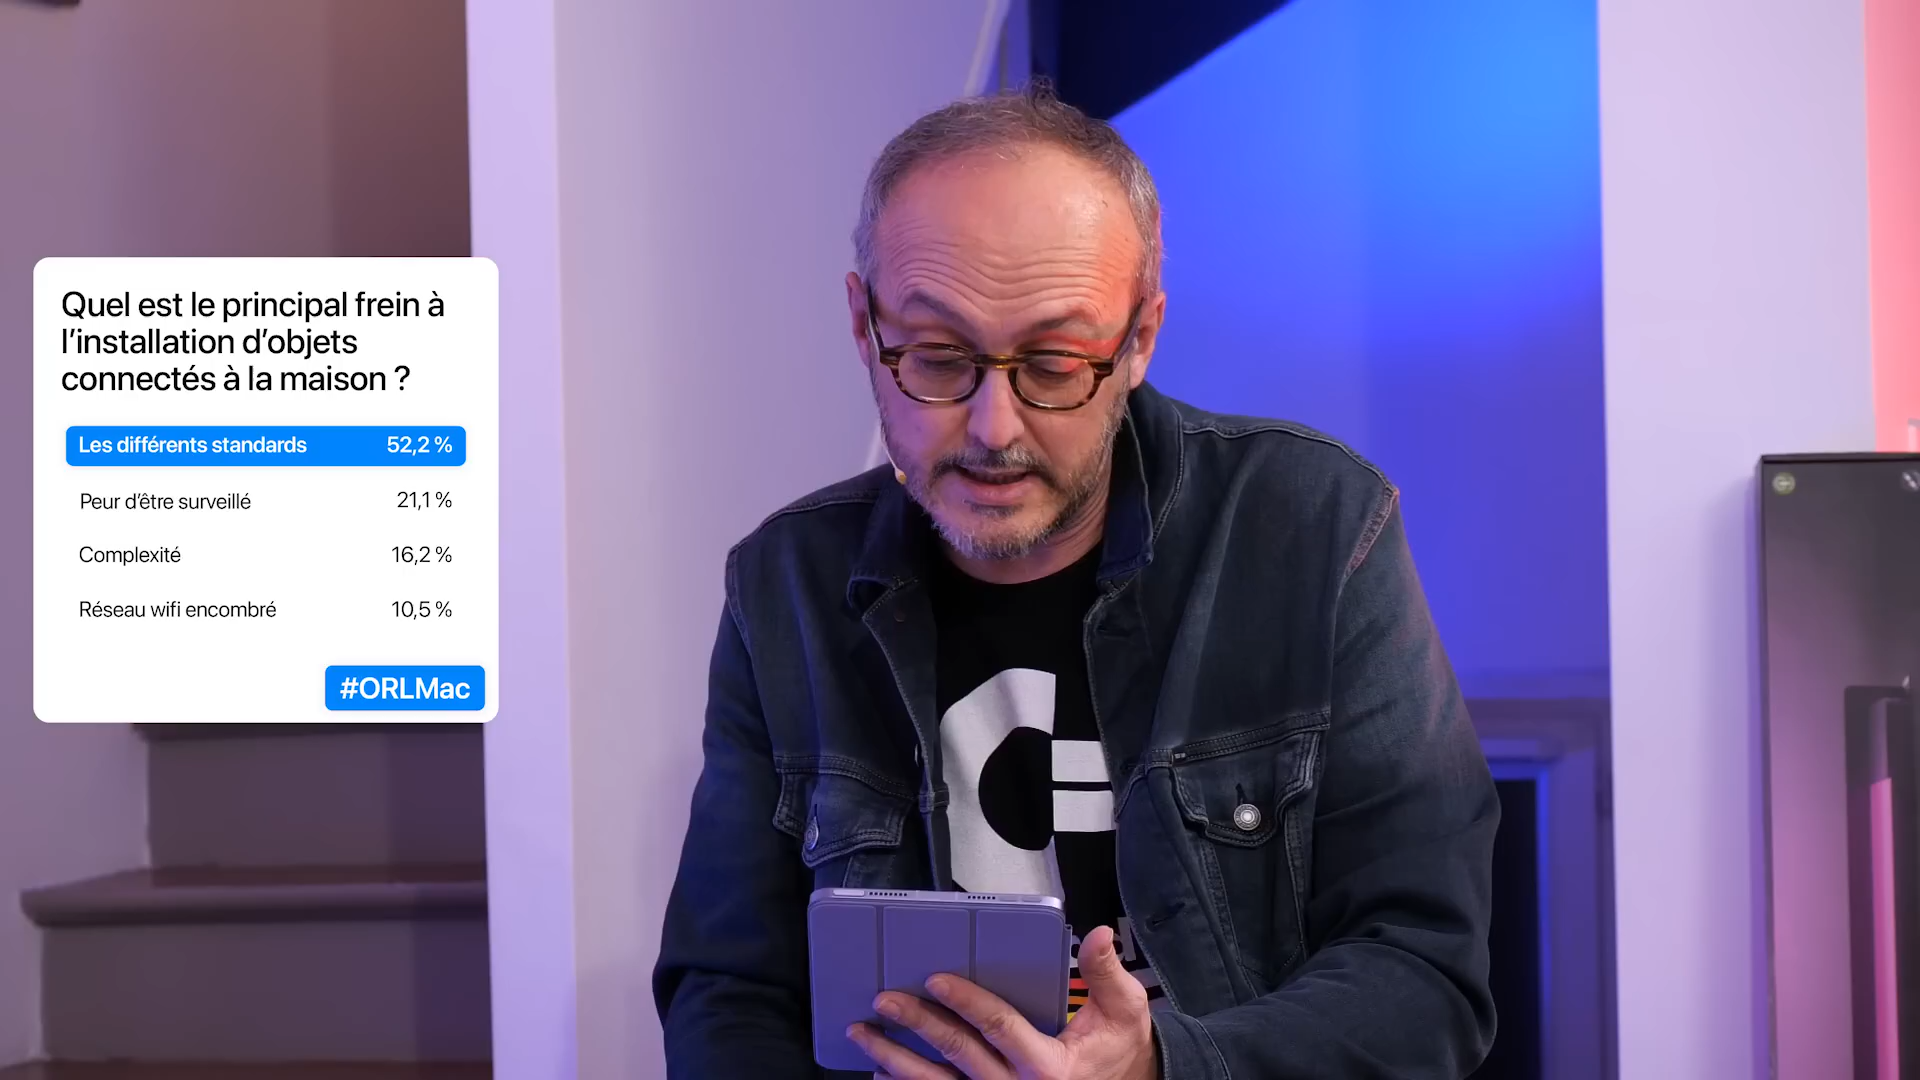 Quel est le principal frein à
l’installation d’objets
connectés à la maison ?
Les différents standards 52,2 %
Peur d’être surveillé 21,1 %
Complexité 16,2 %
Réseau wifi encombré 10,5 %
#ORLMac